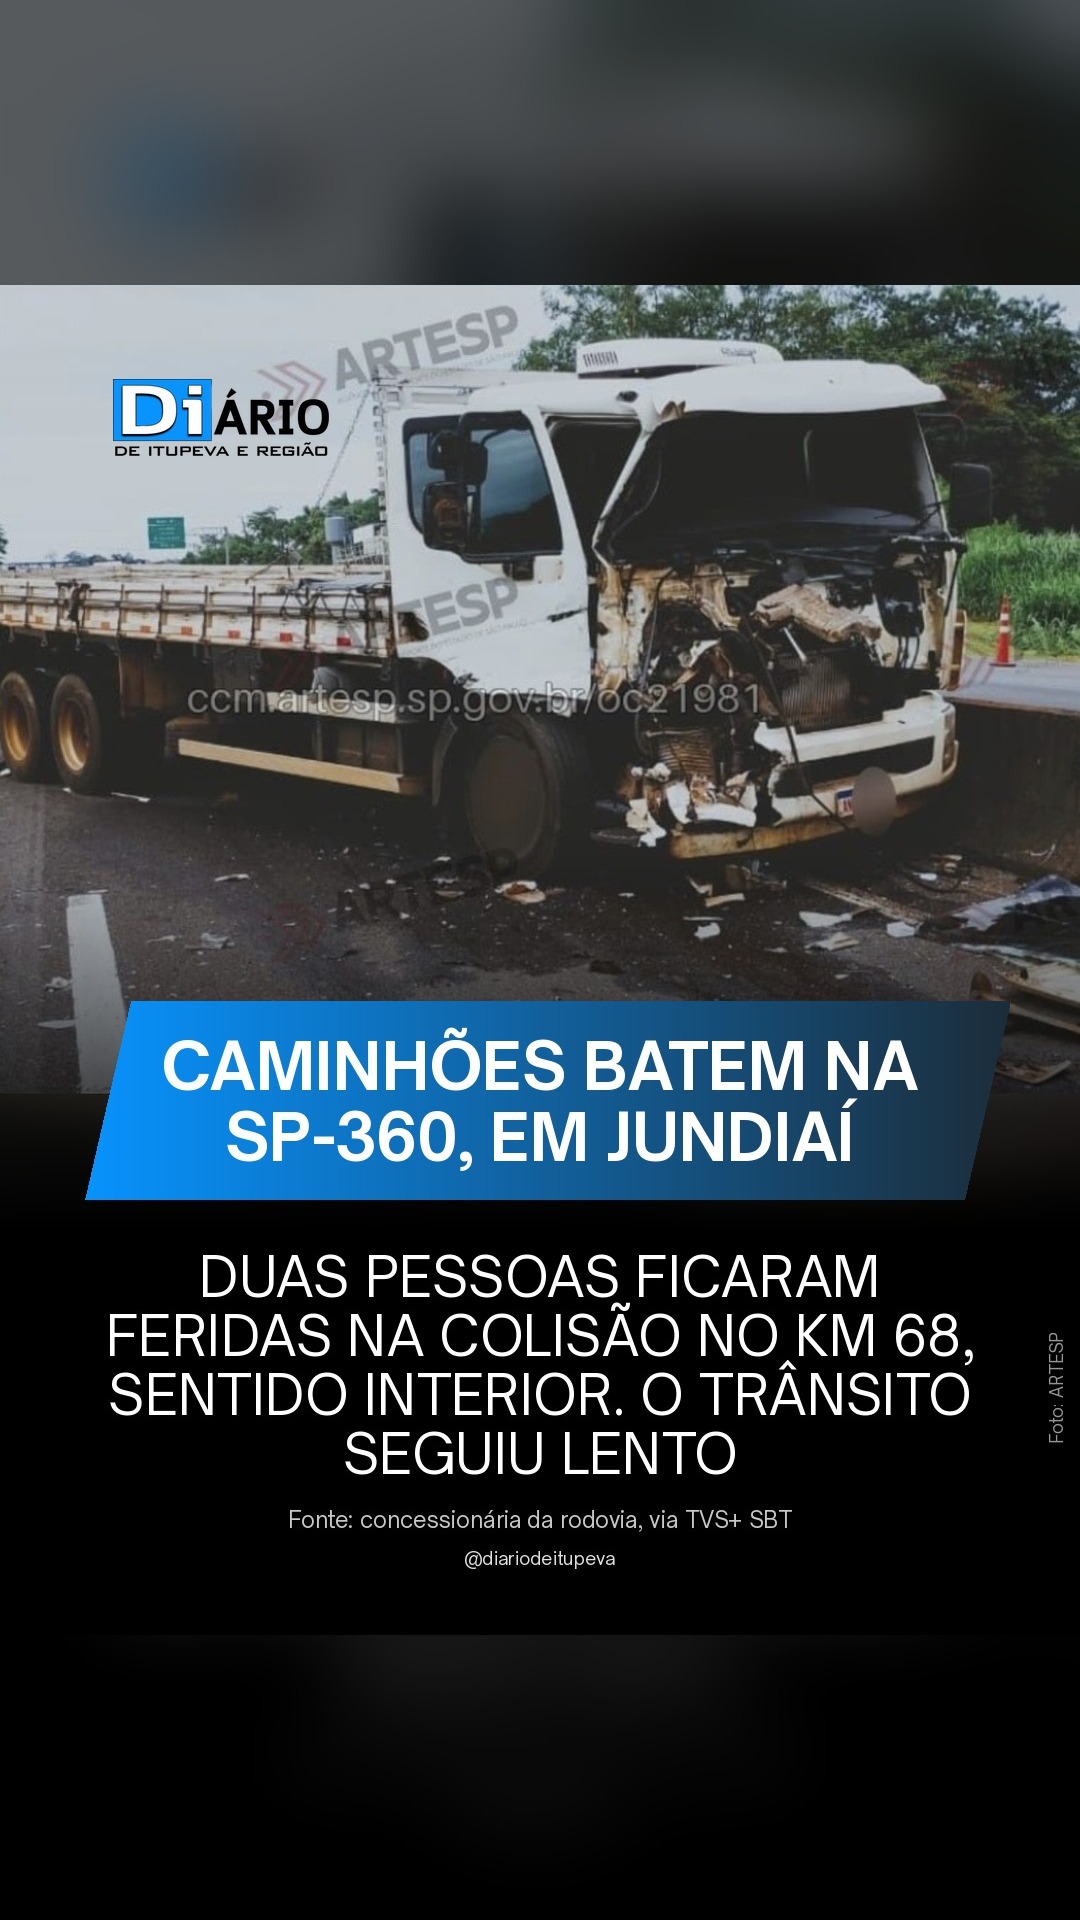 ARTESP
DiÁRIO
DE ITUPEVA E REGIÃO
ARTESP
ccm.artesp.sp.gov.br/oc21981
ARTESP
CAMINHÕES BATEM NA
SP-360, EM JUNDIAÍ
DUAS PESSOAS FICARAM
FERIDAS NA COLISÃO NO KM 68,
SENTIDO INTERIOR. O TRÂNSITO
SEGUIU LENTO
Foto: ARTESP
Fonte: concessionária da rodovia, via TVS+ SBT
@diariodeitupeva